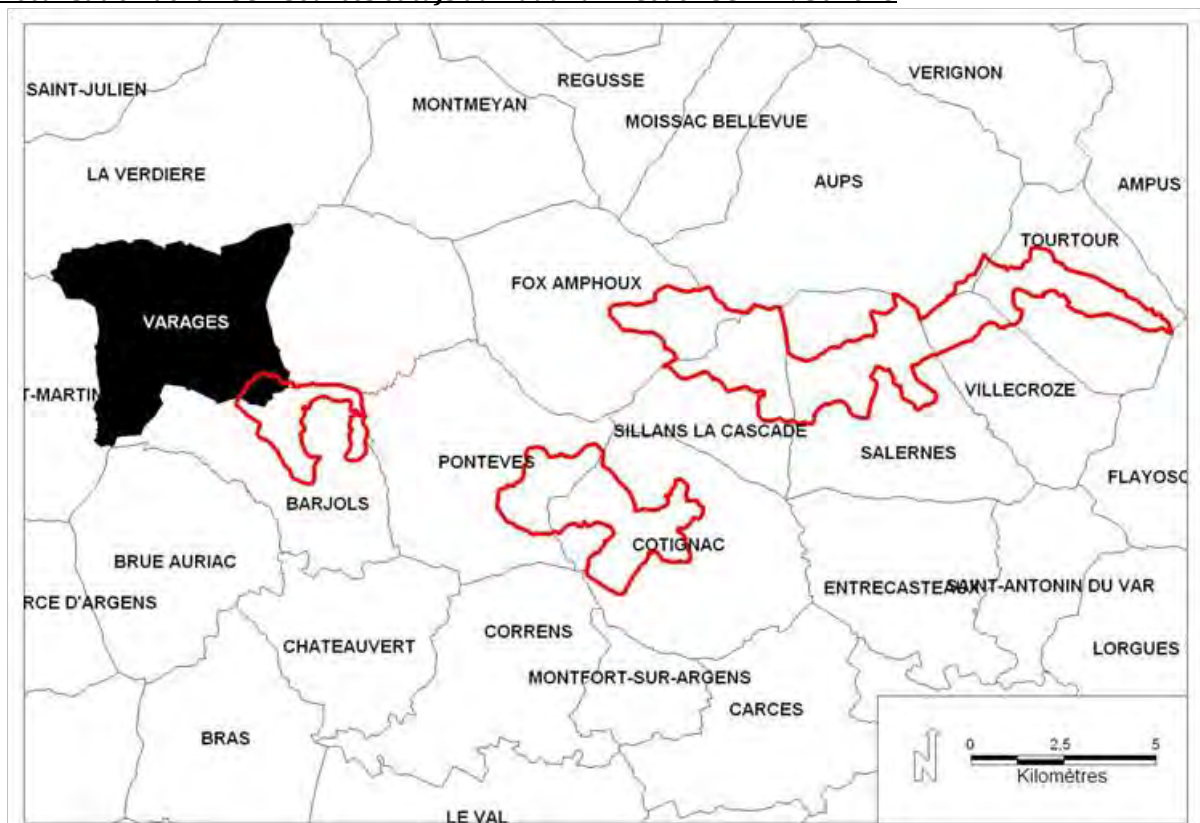 REGUSSE
VERIGNON
SAINT-JULIEN
MONTMEYAN
MOISSAC BELLEVUE
LA VERDIERE
AUPS
AMPUS
TOURTOUR
FOX AMPHOUX
VARAGES
T-MARTIN
VILLECROZE
SILLANS LA CASCADE
SALERNES
PONTEVES
FLAYOSC
BARJOLS
COTIGNAC
BRUE AURIAC
ENTRECASTEAUX
SAINT-ANTONIN DU VAR
RCE D'ARGENS
CORRENS
CHATEAUVERT
LORGUES
MONTFORT-SUR-ARGENS
CARCES
BRAS
N
0 2.5 5
Kilomètres
LE VAL